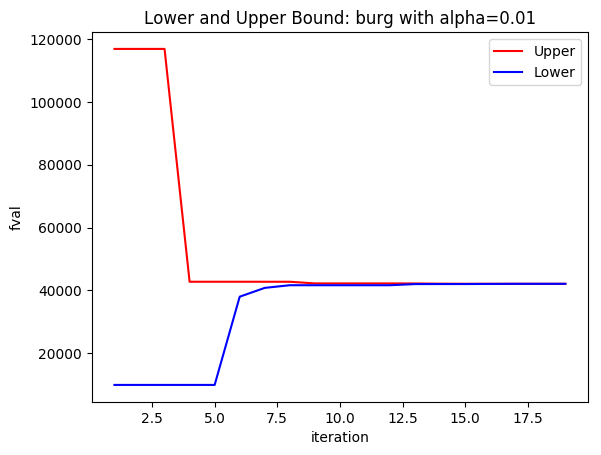 Lower and Upper Bound: burg with alpha=0.01
120000
100000
80000
60000
40000
20000
fval
Upper
Lower
2.5
5.0
7.5
10.0
12.5
15.0
17.5
iteration